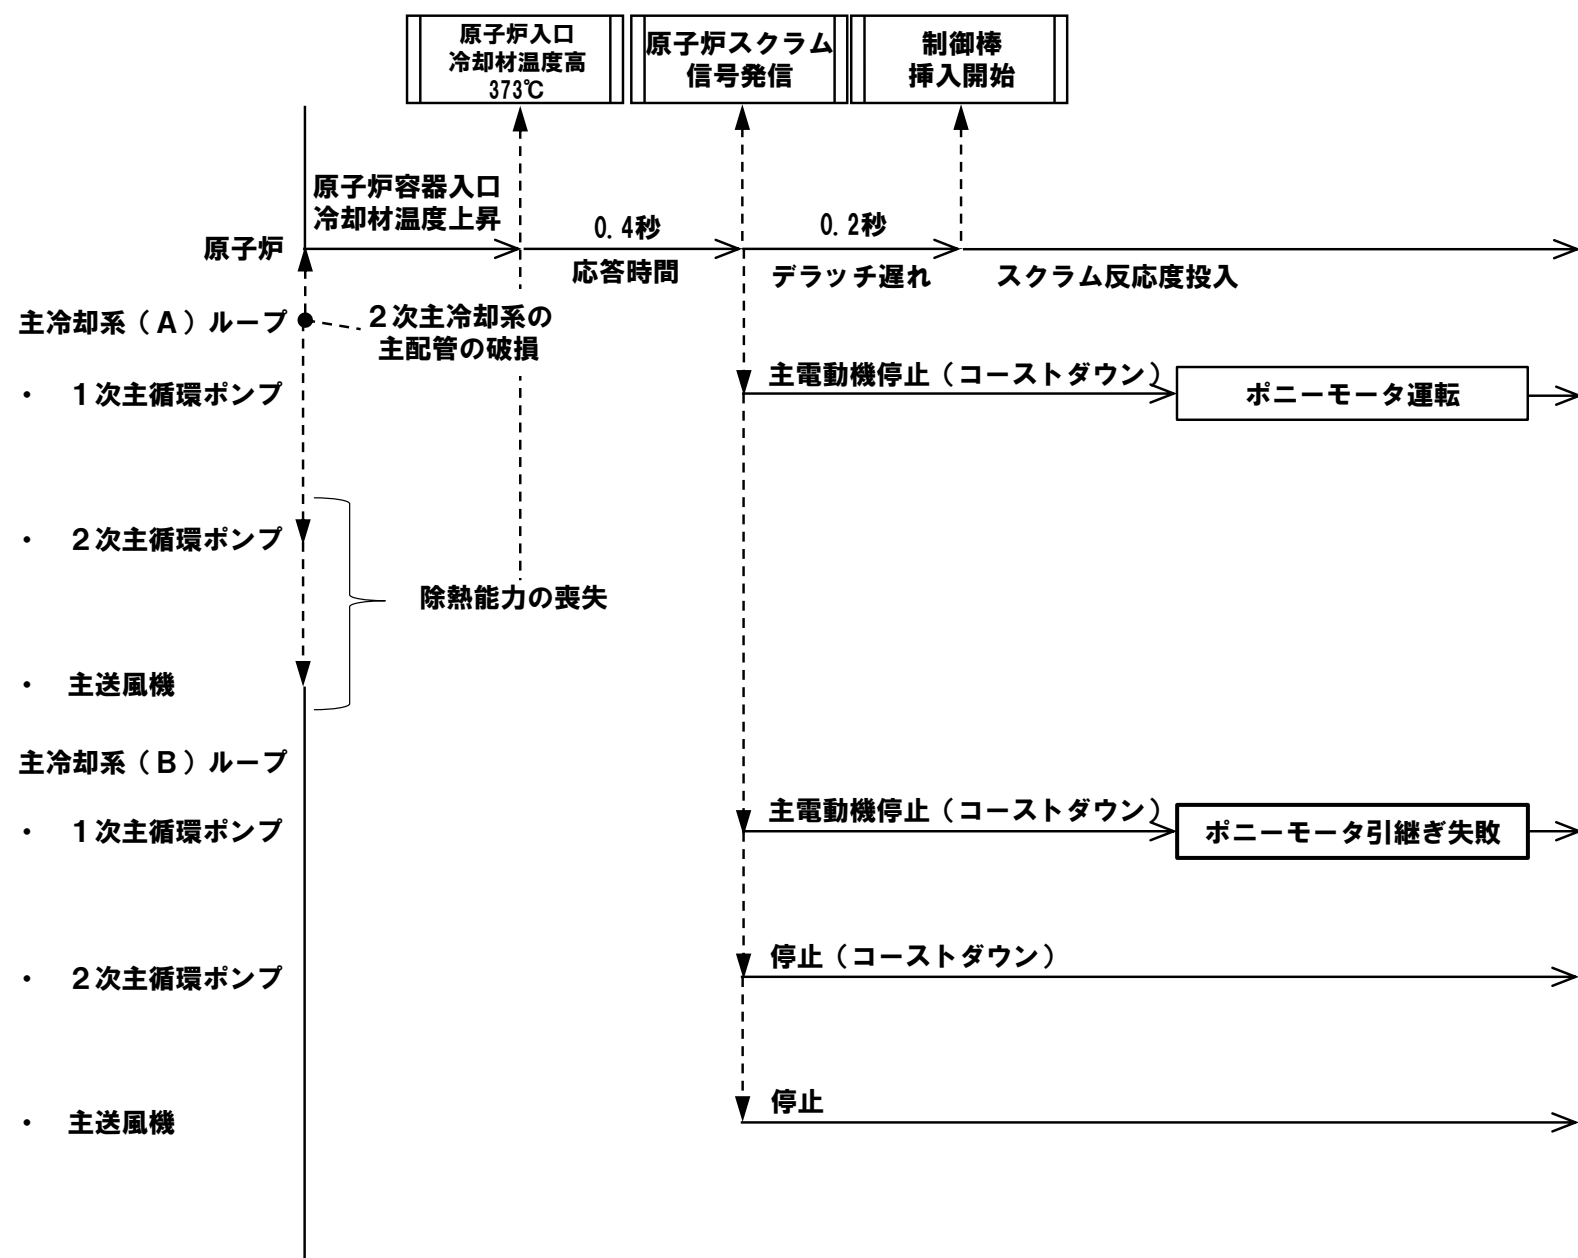 原子炉入口
冷却材温度高
373℃
原子炉スクラム
信号発信
制御棒
挿入開始
原子炉容器入口
冷却材温度上昇
0.4秒
0.2秒
原子炉
応答時間
デラッチ遅れ
スクラム反応度投入
主冷却系（A）ループ
２次主冷却系の
主配管の破損
・ １次主循環ポンプ
主電動機停止（コーストダウン）
ポニーモータ運転
・ ２次主循環ポンプ
除熱能力の喪失
・ 主送風機
主冷却系（B）ループ
・ １次主循環ポンプ
主電動機停止（コーストダウン）
ポニーモータ引継ぎ失敗
・ ２次主循環ポンプ
停止（コーストダウン）
・ 主送風機
停止